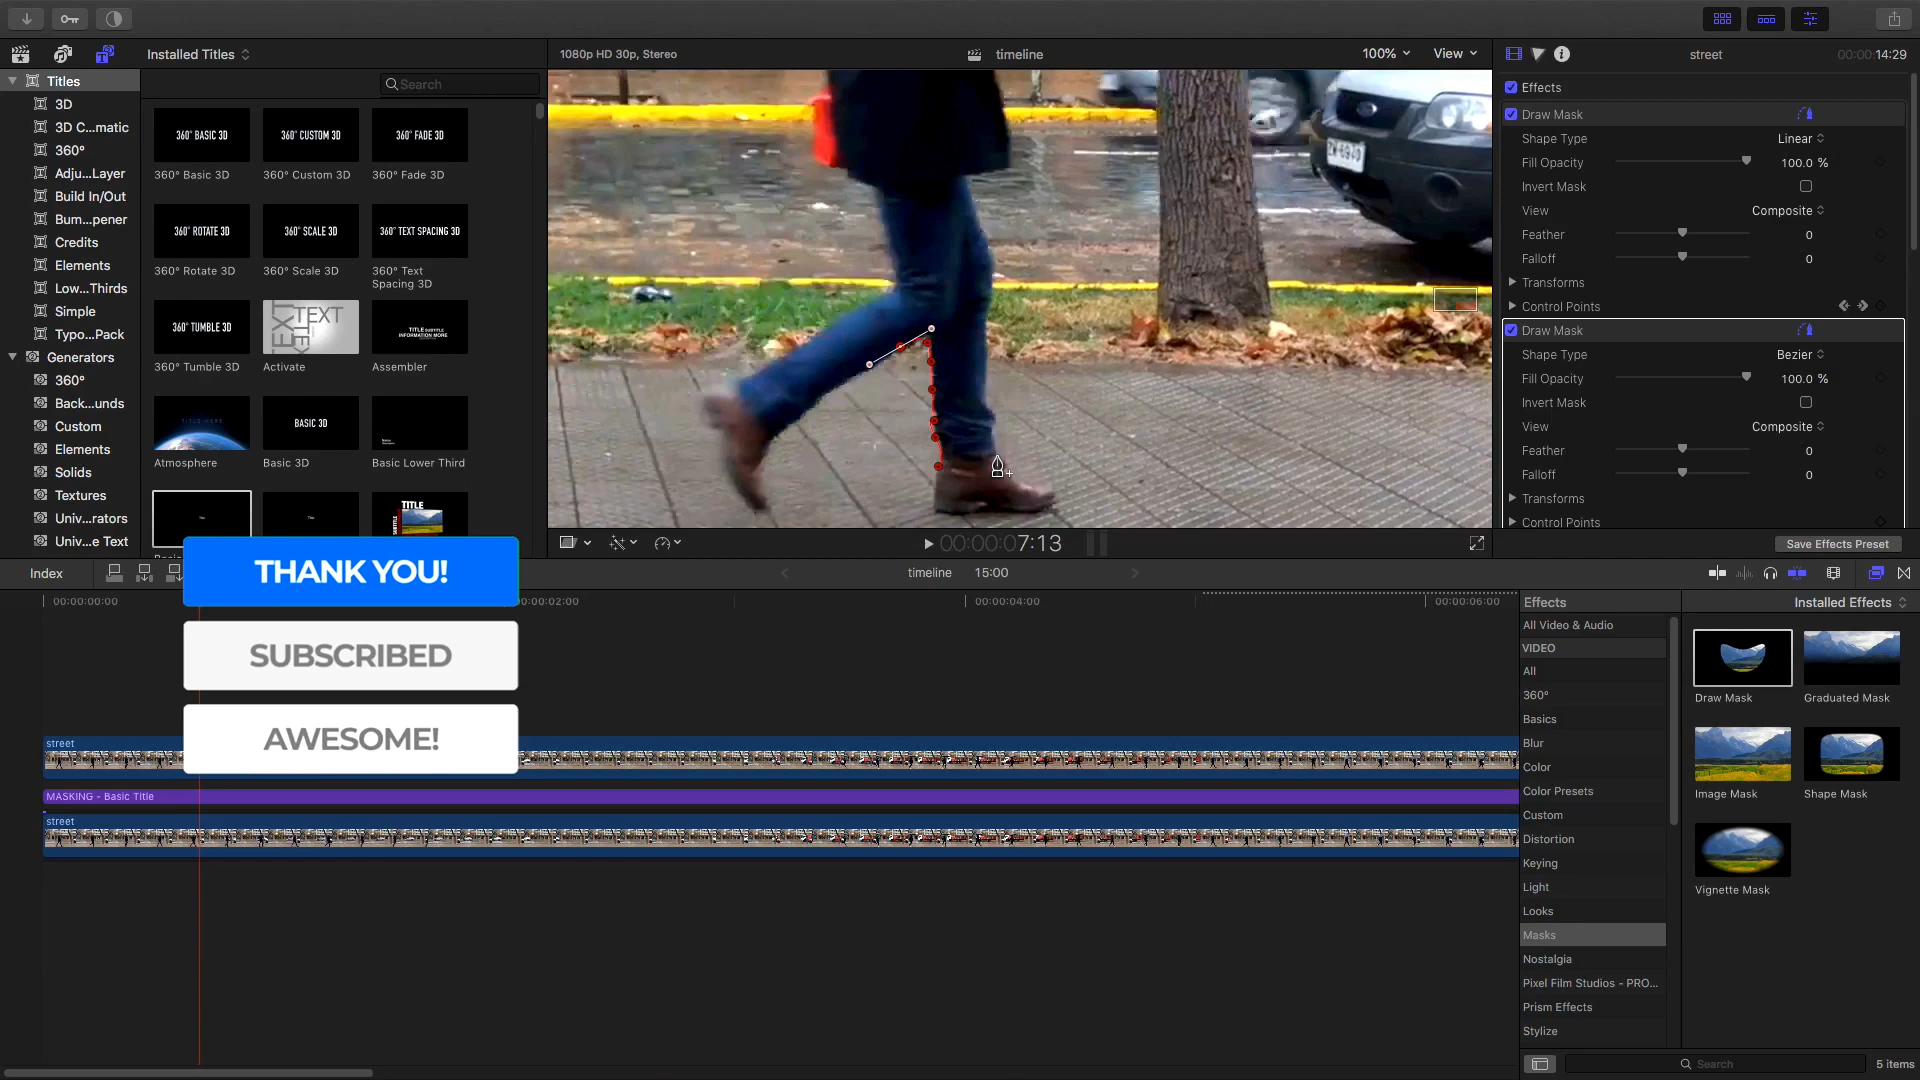 Installed Titles
1080p HD 30p, Stereo
timeline
100%
View
street
00:00:00:14:29
Titles
3D
3D C...matic
360°
Adju...Layer
Build In/Out
Bum...pener
Credits
Elements
Low...Thirds
Simple
Typo...Pack
Generators
360°
Back...unds
Custom
Elements
Solids
Textures
Univ...rators
Univ...e Text
Search
360° BASIC 3D
360° CUSTOM 3D
360° FADE 3D
360° Basic 3D
360° Custom 3D
360° Fade 3D
360° ROTATE 3D
360° SCALE 3D
360° TEXT SPACING 3D
360° Rotate 3D
360° Scale 3D
360° Text
Spacing 3D
360° TUMBLE 3D
TEXT
TITLE SUBTITLE
INFORMATION MORE
360° Tumble 3D
Activate
Assembler
TITLE HERE
BASIC 3D
Atmosphere
Basic 3D
Basic Lower Third
Title
Title
TITLE
SUBTITLE
Effects
Draw Mask
Shape Type
Linear
Fill Opacity
100.0 %
Invert Mask
View
Composite
Feather
0
Falloff
0
Transforms
Control Points
Draw Mask
Shape Type
Bezier
Fill Opacity
100.0 %
Invert Mask
View
Composite
Feather
0
Falloff
0
Transforms
Control Points
Save Effects Preset
00:00:07:13
Index
timeline
15:00
00:00:00:00
00:00:02:00
00:00:04:00
00:00:06:00
THANK YOU!
SUBSCRIBED
AWESOME!
street
MASKING - Basic Title
street
Effects
Installed Effects
All Video & Audio
VIDEO
All
360°
Basics
Blur
Color
Color Presets
Custom
Distortion
Keying
Light
Looks
Masks
Nostalgia
Pixel Film Studios - PRO...
Prism Effects
Stylize
Draw Mask
Graduated Mask
Image Mask
Shape Mask
Vignette Mask
Search
5 items